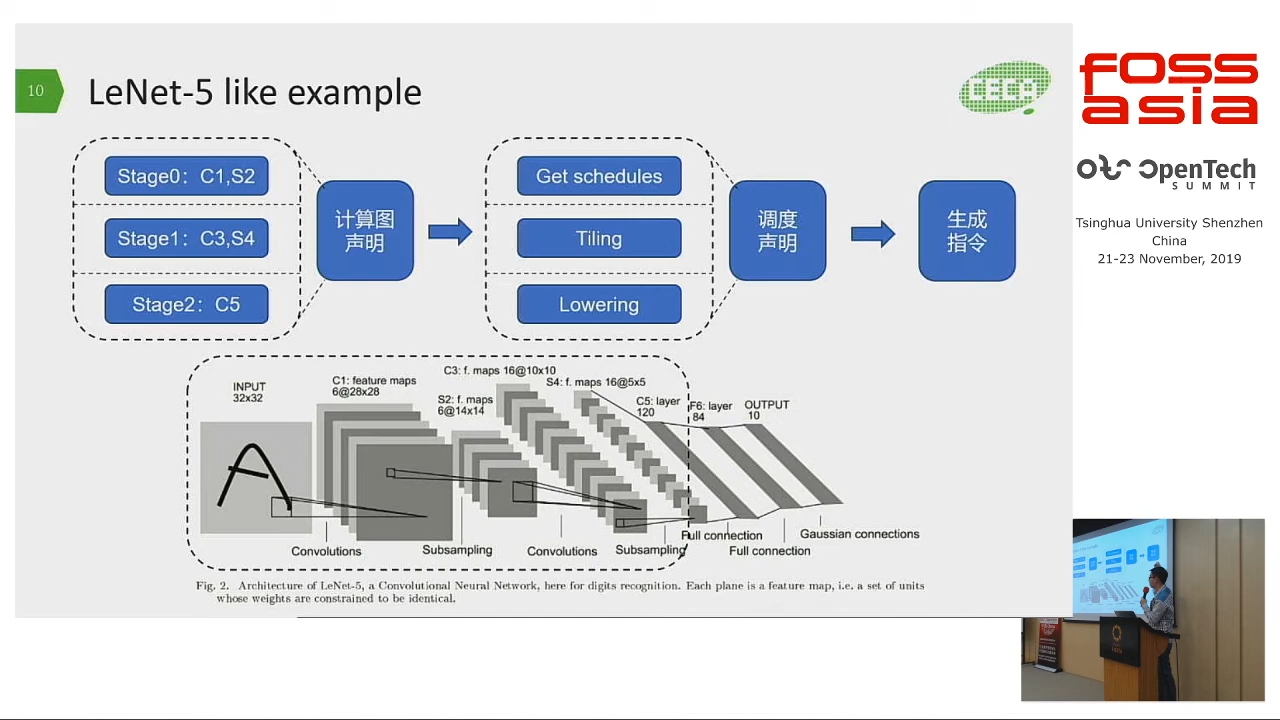 10
LeNet-5 like example
Stage0：C1,S2
Stage1：C3,S4
Stage2：C5
计算图
声明
Get schedules
Tiling
Lowering
调度
声明
生成
指令
INPUT
32x32
C1: feature maps
6@28x28
S2: f. maps
6@14x14
C3: f. maps 16@10x10
S4: f. maps 16@5x5
C5: layer
120
F6: layer
84
OUTPUT
10
Convolutions
Subsampling
Convolutions
Subsampling
Full connection
Full connection
Gaussian connections
Fig. 2. Architecture of LeNet-5, a Convolutional Neural Network, here for digits recognition. Each plane is a feature map, i.e. a set of units
whose weights are constrained to be identical.
FOSS
asia
OpenTech
SUMMIT
Tsinghua University Shenzhen
China
21-23 November, 2019